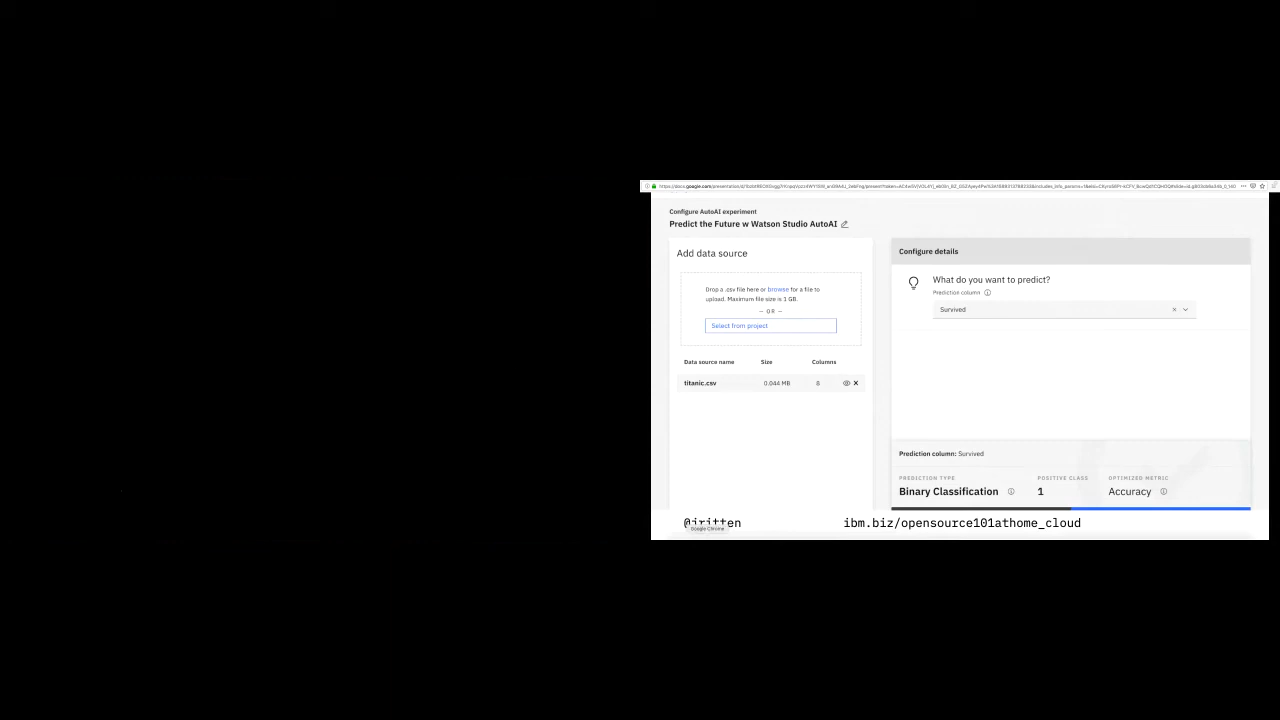 Configure AutoAI experiment
Predict the Future w Watson Studio AutoAI
Add data source
Drop a .csv file here or browse for a file to
upload. Maximum file size is 1 GB.
— OR —
Select from project
Data source name Size Columns
titanic.csv 0.044 MB 8
Configure details
What do you want to predict?
Prediction column
Survived
Prediction column: Survived
PREDICTION TYPE POSITIVE CLASS OPTIMIZED METRIC
Binary Classification 1 Accuracy
@jritten ibm.biz/opensource101athome_cloud
Google Chrome